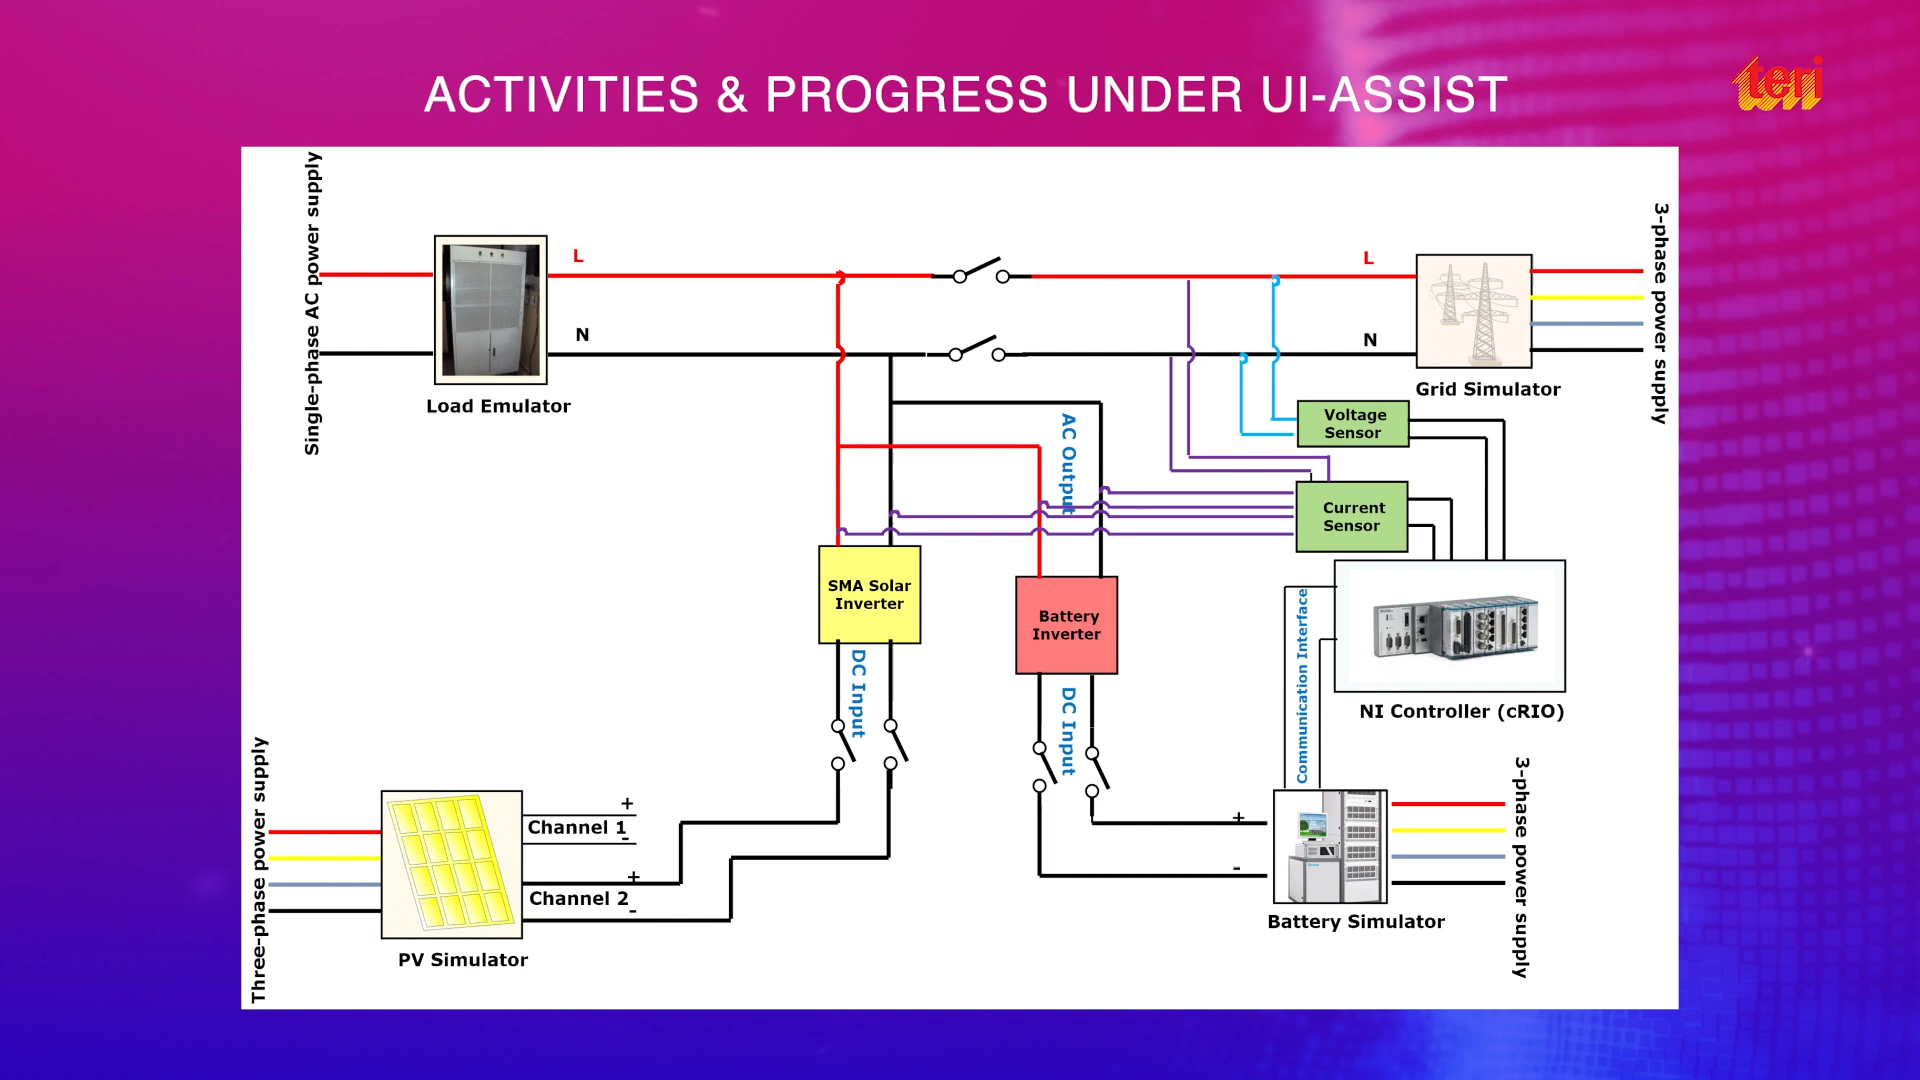 ACTIVITIES & PROGRESS UNDER UI-ASSIST
teri
Single-phase AC power supply
L
N
Load Emulator
L
N
Grid Simulator
3-phase power supply
Voltage
Sensor
AC Output
Current
Sensor
SMA Solar
Inverter
Battery
Inverter
DC Input
DC Input
Communication Interface
NI Controller (cRIO)
Three-phase power supply
+
Channel 1
-
+
Channel 2
-
PV Simulator
+
-
Battery Simulator
3-phase power supply